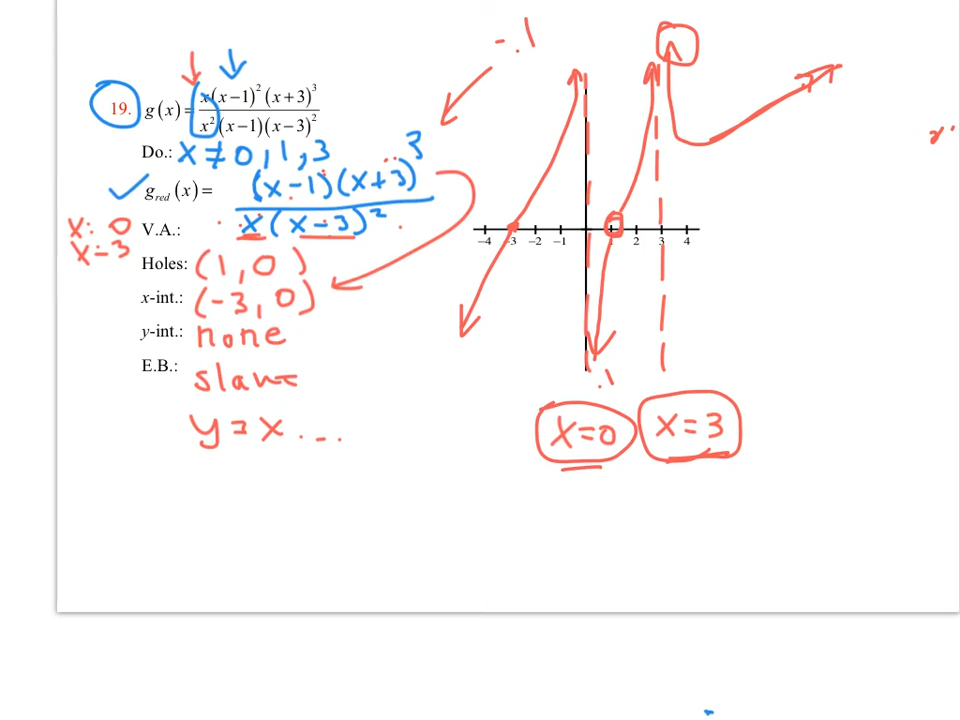 -.1
19. g(x) = x(x-1)²(x+3)³ / x²(x-1)(x-3)²
Do.: x ≠ 0, 1, 3
g_red(x) = (x-1)(x+3)³ / x(x-3)²
x: 0
x=3
V.A.:
Holes: (1, 0)
x-int.: (-3, 0)
y-int.: none
E.B.: slant
y = x ...
-4 -3 -2 -1 1 2 3 4
.1
x=0 x=3